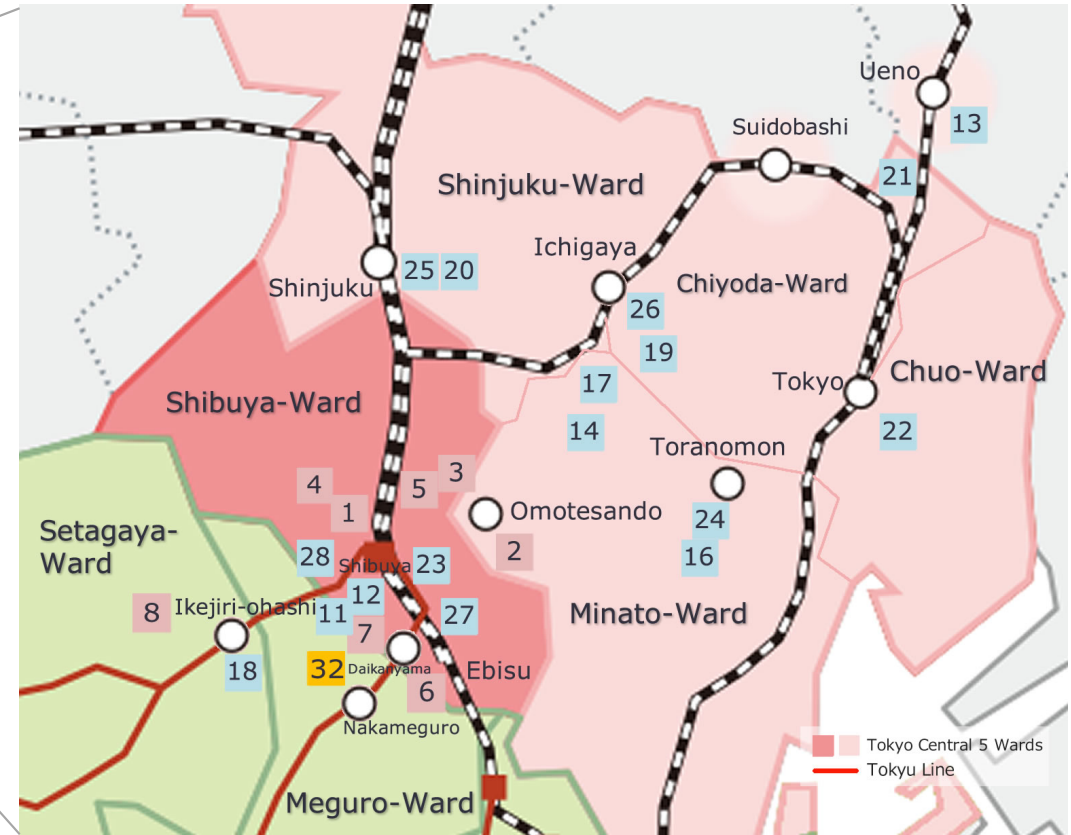 Ueno
13
Suidobashi
21
Shinjuku-Ward
Ichigaya
Shinjuku
25
20
Chiyoda-Ward
26
19
17
Tokyo
Chuo-Ward
Shibuya-Ward
14
22
Toranomon
4
5
3
1
Omotesando
24
Setagaya-
Ward
28
Shibuya
23
2
16
8
Ikejiri-ohashi
11
12
27
Minato-Ward
7
18
32
Daikanyama
Ebisu
6
Nakameguro
Meguro-Ward
Tokyo Central 5 Wards
Tokyu Line